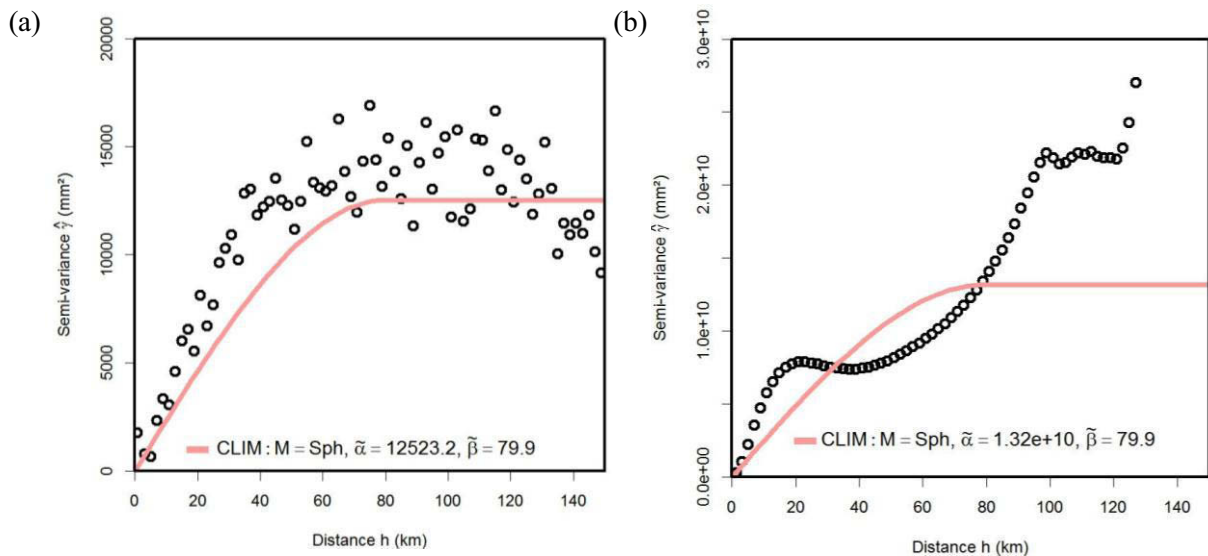 (a)
20000
15000
10000
5000
0
Semi-variance γ̂ (mm²)
CLIM : M = Sph, α̃ = 12523.2, β̃ = 79.9
0 20 40 60 80 100 120 140
Distance h (km)
(b)
3.0e+10
2.0e+10
1.0e+10
0.0e+00
Semi-variance γ̂ (mm²)
CLIM : M = Sph, α̃ = 1.32e+10, β̃ = 79.9
0 20 40 60 80 100 120 140
Distance h (km)